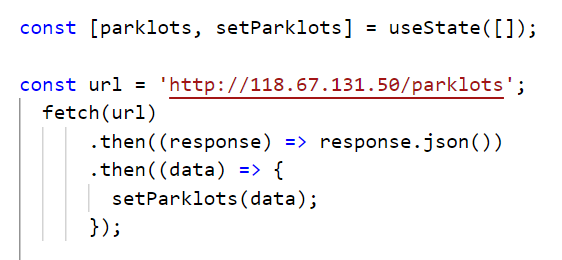 const [parklots, setParklots] = useState([]);
const url = 'http://118.67.131.50/parklots';
fetch(url)
.then((response) => response.json())
.then((data) => {
setParklots(data);
});